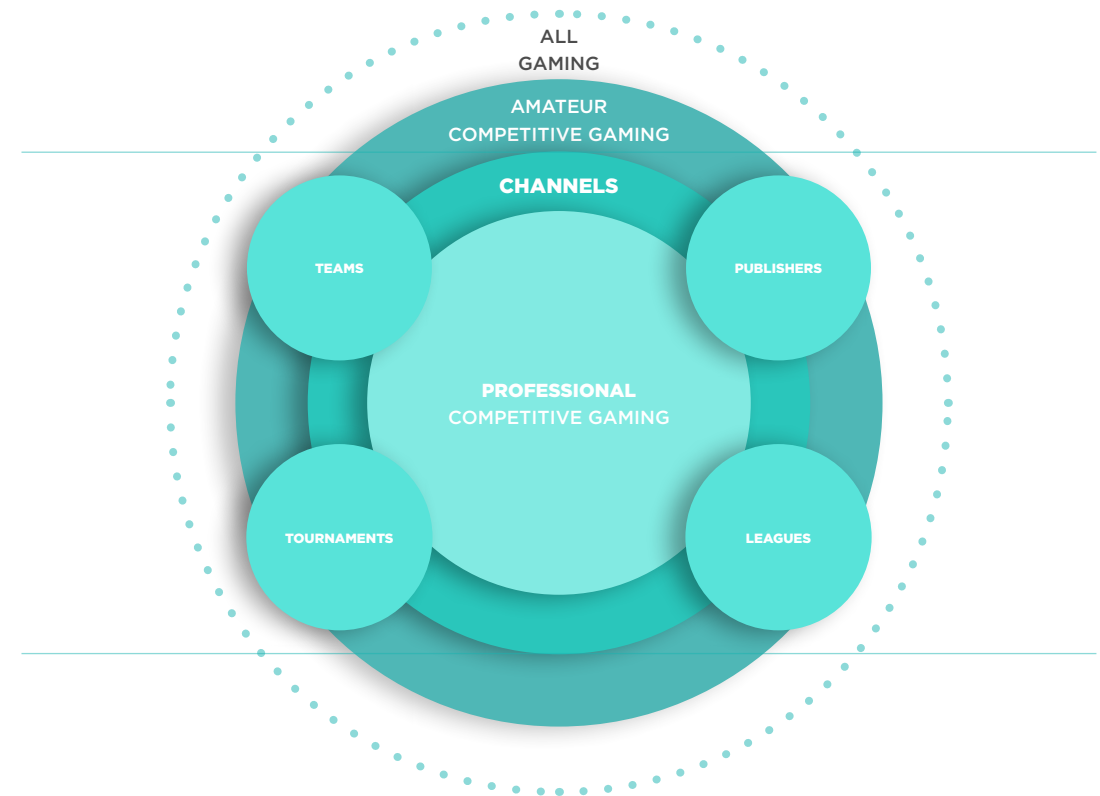 ALL
GAMING
AMATEUR
COMPETITIVE GAMING
CHANNELS
TEAMS
PUBLISHERS
PROFESSIONAL
COMPETITIVE GAMING
TOURNAMENTS
LEAGUES